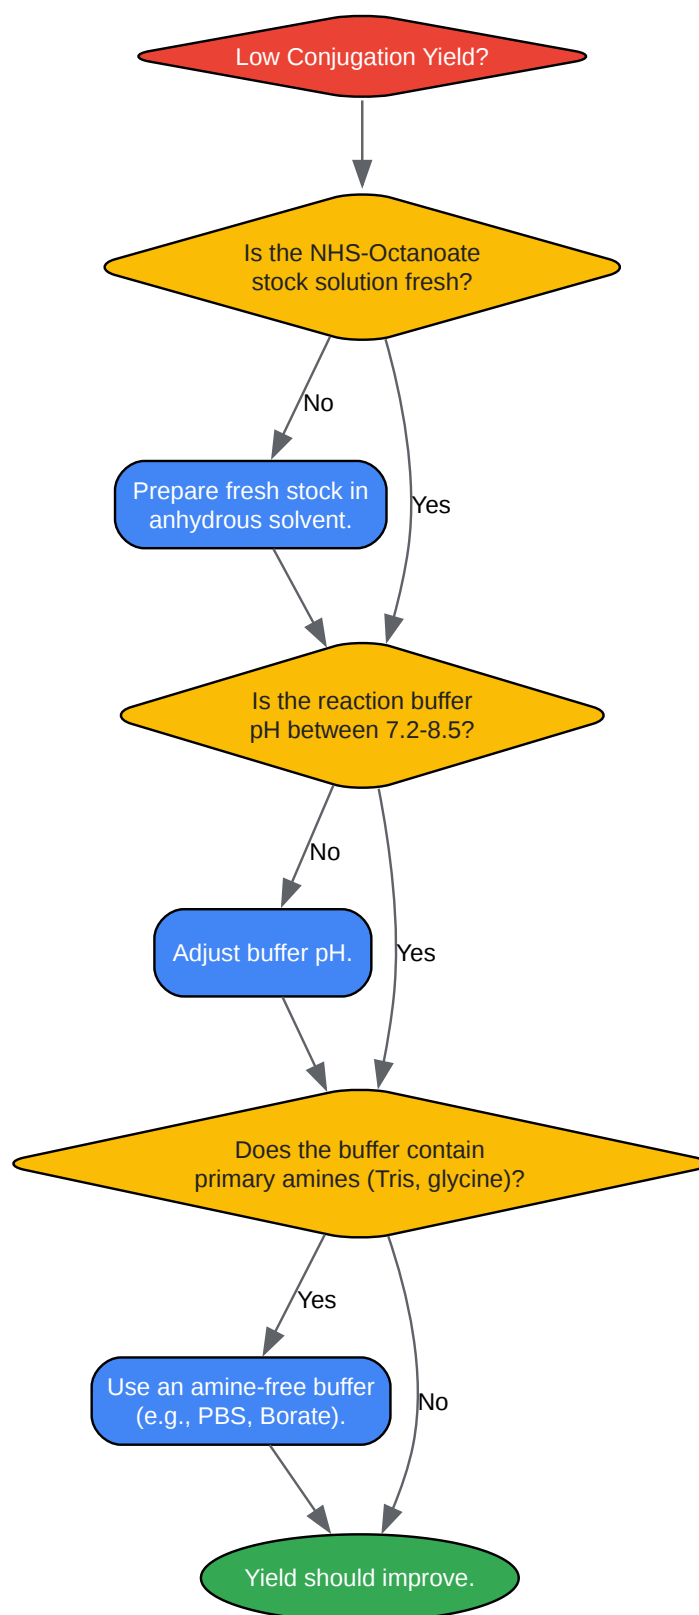 Low Conjugation Yield?
Is the NHS-Octanoate
stock solution fresh?
No
Prepare fresh stock in
anhydrous solvent.
Yes
Is the reaction buffer
pH between 7.2-8.5?
No
Adjust buffer pH.
Yes
Does the buffer contain
primary amines (Tris, glycine)?
Yes
Use an amine-free buffer
(e.g., PBS, Borate).
No
Yield should improve.